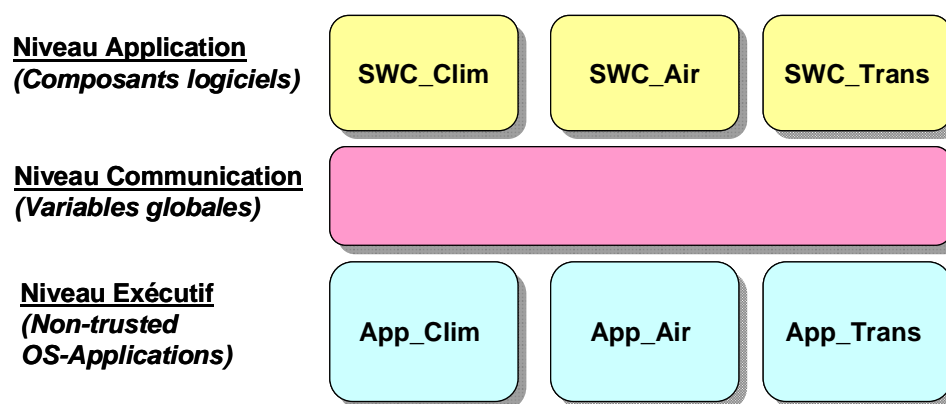 Niveau Application
(Composants logiciels)
SWC_Clim
SWC_Air
SWC_Trans
Niveau Communication
(Variables globales)
Niveau Exécutif
(Non-trusted
OS-Applications)
App_Clim
App_Air
App_Trans